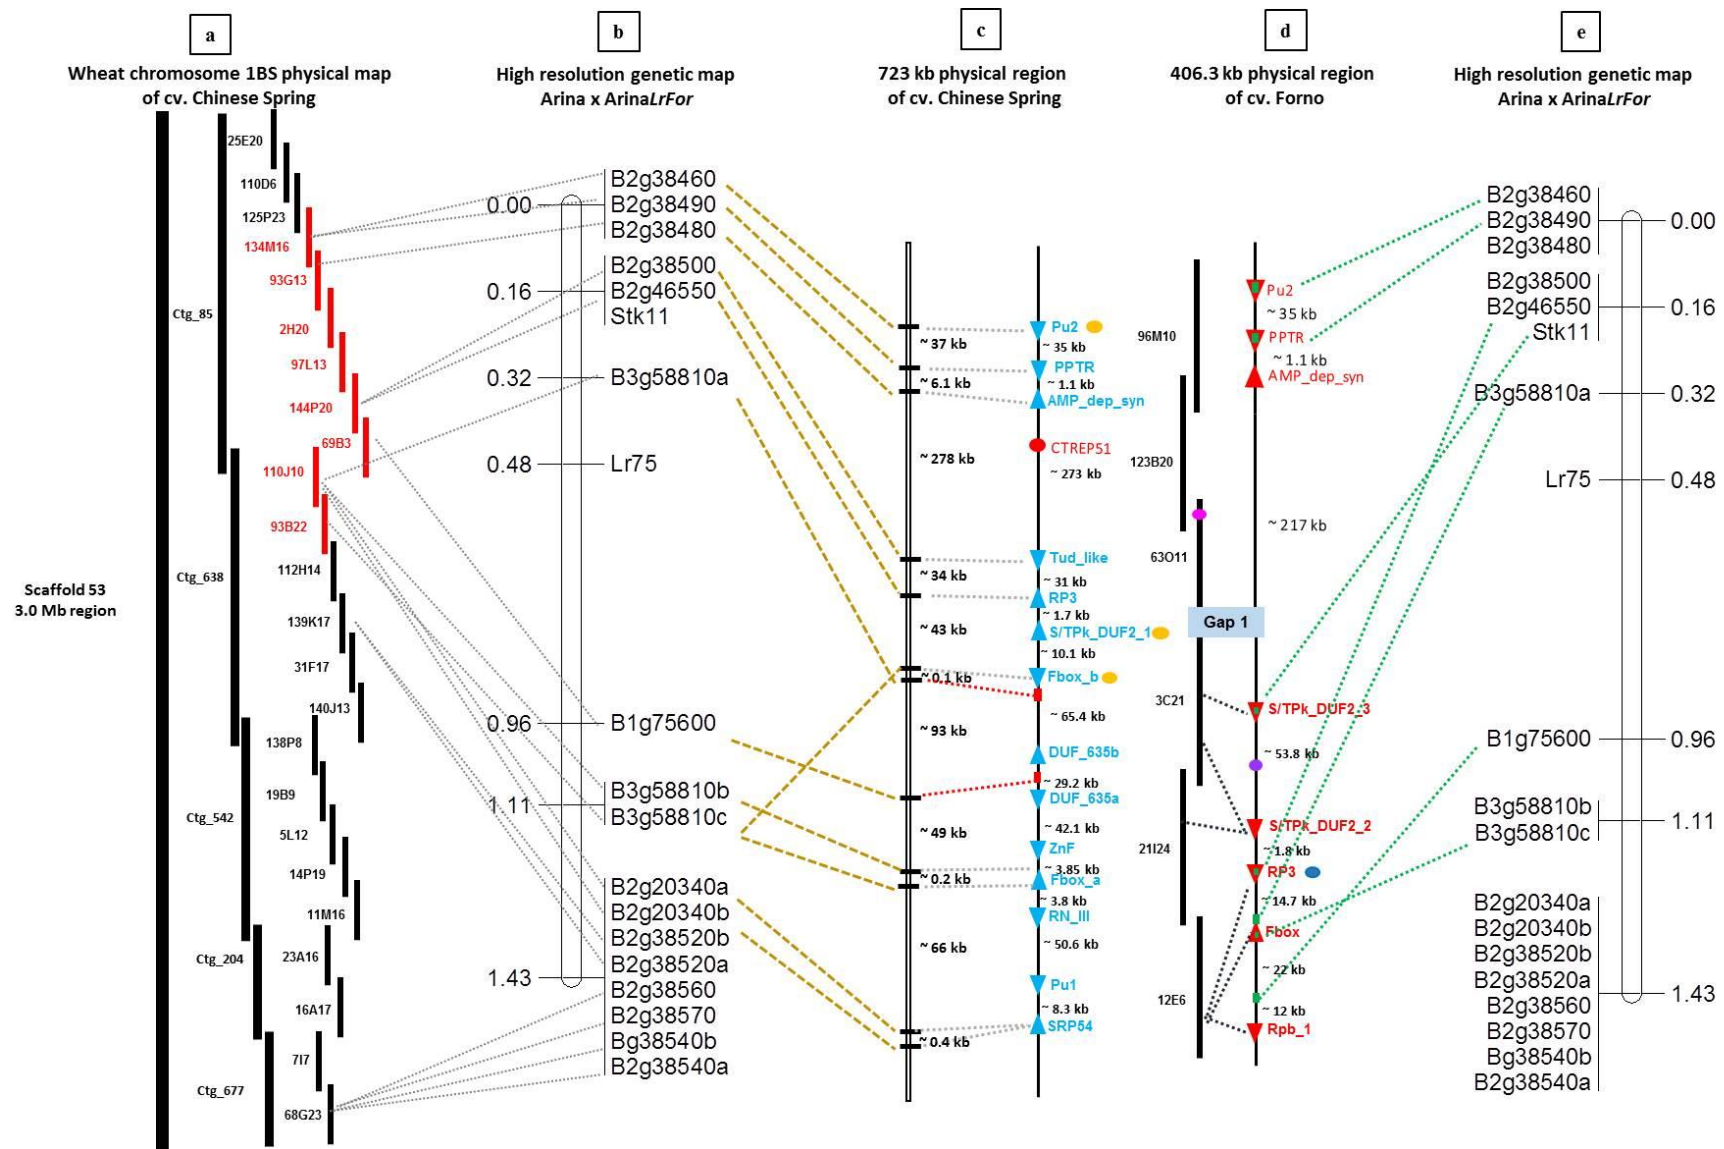 a
Wheat chromosome 1BS physical map
of cv. Chinese Spring
Scaffold 53
3.0 Mb region
Ctg_85
Ctg_638
Ctg_542
Ctg_204
Ctg_677
25E20
110D6
125P23
134M16
93G13
2H20
97L13
144P20
69B3
110J10
93B22
112H14
139K17
31F17
140J13
138P8
19B9
5L12
14P19
11M16
23A16
16A17
7I7
68G23
b
High resolution genetic map
Arina x ArinaLrFor
0.00
0.16
0.32
0.48
0.96
1.11
1.43
B2g38460
B2g38490
B2g38480
B2g38500
B2g46550
Stk11
B3g58810a
Lr75
B1g75600
B3g58810b
B3g58810c
B2g20340a
B2g20340b
B2g38520b
B2g38520a
B2g38560
B2g38570
Bg38540b
B2g38540a
c
723 kb physical region
of cv. Chinese Spring
~ 37 kb
~ 6.1 kb
~ 278 kb
~ 34 kb
~ 43 kb
~ 0.1 kb
~ 93 kb
~ 49 kb
~ 0.2 kb
~ 66 kb
~ 0.4 kb
Pu2
~ 35 kb
PPTR
~ 1.1 kb
AMP_dep_syn
CTREP51
~ 273 kb
Tud_like
~ 31 kb
RP3
~ 1.7 kb
S/TPk_DUF2_1
~ 10.1 kb
Fbox_b
~ 65.4 kb
DUF_635b
~ 29.2 kb
DUF_635a
~ 42.1 kb
ZnF
~ 3.85 kb
Fbox_a
~ 3.8 kb
RN_III
~ 50.6 kb
Pu1
~ 8.3 kb
SRP54
d
406.3 kb physical region
of cv. Forno
96M10
123B20
63O11
Gap 1
3C21
21I24
12E6
Pu2
~ 35 kb
PPTR
~ 1.1 kb
AMP_dep_syn
~ 217 kb
S/TPk_DUF2_3
~ 53.8 kb
S/TPk_DUF2_2
~ 1.8 kb
RP3
~ 14.7 kb
Fbox
~ 22 kb
~ 12 kb
Rpb_1
e
High resolution genetic map
Arina x ArinaLrFor
B2g38460
B2g38490
B2g38480
B2g38500
B2g46550
Stk11
B3g58810a
Lr75
B1g75600
B3g58810b
B3g58810c
B2g20340a
B2g20340b
B2g38520b
B2g38520a
B2g38560
B2g38570
Bg38540b
B2g38540a
0.00
0.16
0.32
0.48
0.96
1.11
1.43